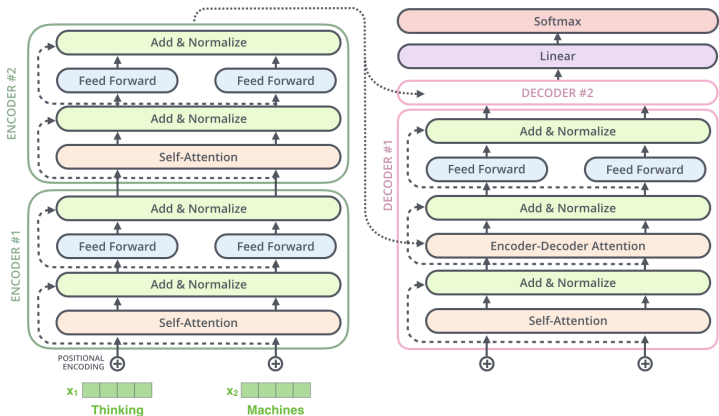 ENCODER #2
Add & Normalize
Feed Forward
Feed Forward
Add & Normalize
Self-Attention
ENCODER #1
Add & Normalize
Feed Forward
Feed Forward
Add & Normalize
Self-Attention
POSITIONAL
ENCODING
x₁
x₂
Thinking
Machines
Softmax
Linear
DECODER #2
DECODER #1
Add & Normalize
Feed Forward
Feed Forward
Add & Normalize
Encoder-Decoder Attention
Add & Normalize
Self-Attention